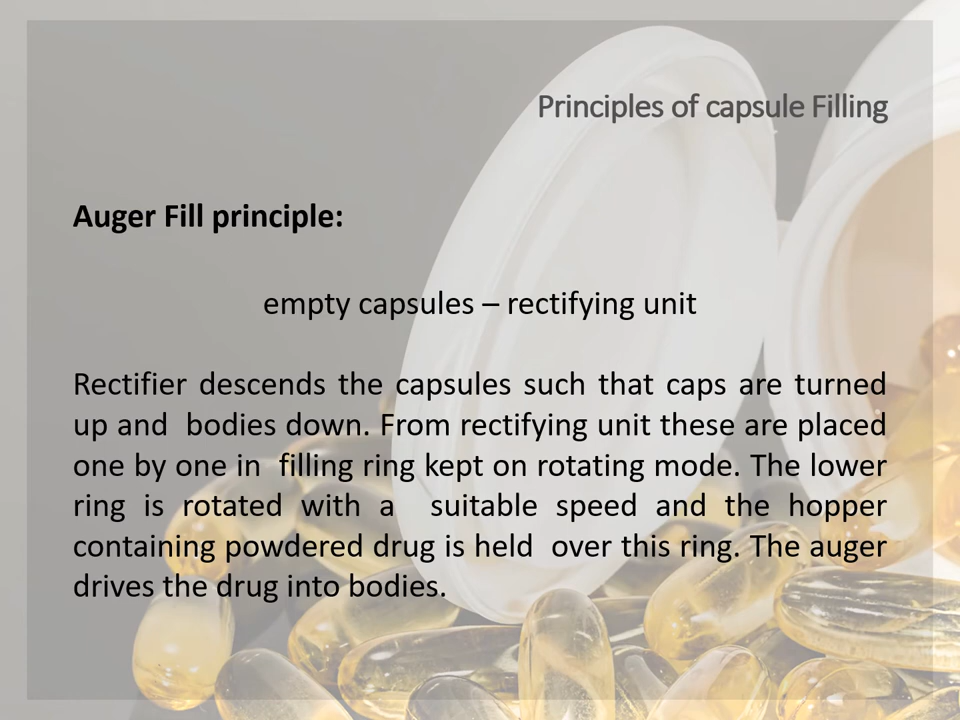 Principles of capsule Filling
Auger Fill principle:
empty capsules – rectifying unit
Rectifier descends the capsules such that caps are turned
up and bodies down. From rectifying unit these are placed
one by one in filling ring kept on rotating mode. The lower
ring is rotated with a suitable speed and the hopper
containing powdered drug is held over this ring. The auger
drives the drug into bodies.